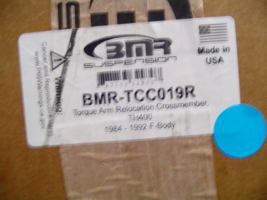 BMR
SUSPENSION
Made in
USA
BMR-TCC019R
Torque Arm Relocation Crossmember,
TH400
1984 - 1992 F-Body